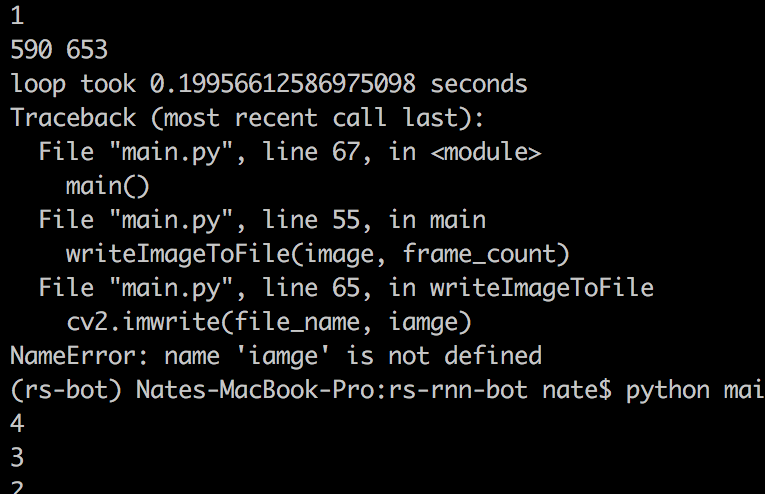 1
590 653
loop took 0.19956612586975098 seconds
Traceback (most recent call last):
  File "main.py", line 67, in <module>
    main()
  File "main.py", line 55, in main
    writeImageToFile(image, frame_count)
  File "main.py", line 65, in writeImageToFile
    cv2.imwrite(file_name, iamge)
NameError: name 'iamge' is not defined
(rs-bot) Nates-MacBook-Pro:rs-rnn-bot nate$ python mai
4
3
2